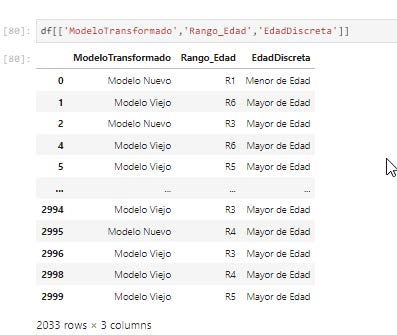 [80]: df[['ModeloTransformado','Rango_Edad','EdadDiscreta']]
[80]: ModeloTransformado Rango_Edad EdadDiscreta
0 Modelo Nuevo R1 Menor de Edad
1 Modelo Viejo R6 Mayor de Edad
2 Modelo Nuevo R3 Mayor de Edad
4 Modelo Viejo R6 Mayor de Edad
5 Modelo Viejo R5 Mayor de Edad
... ... ... ...
2994 Modelo Viejo R3 Mayor de Edad
2995 Modelo Nuevo R4 Mayor de Edad
2996 Modelo Viejo R3 Mayor de Edad
2998 Modelo Viejo R4 Mayor de Edad
2999 Modelo Viejo R5 Mayor de Edad
2033 rows × 3 columns